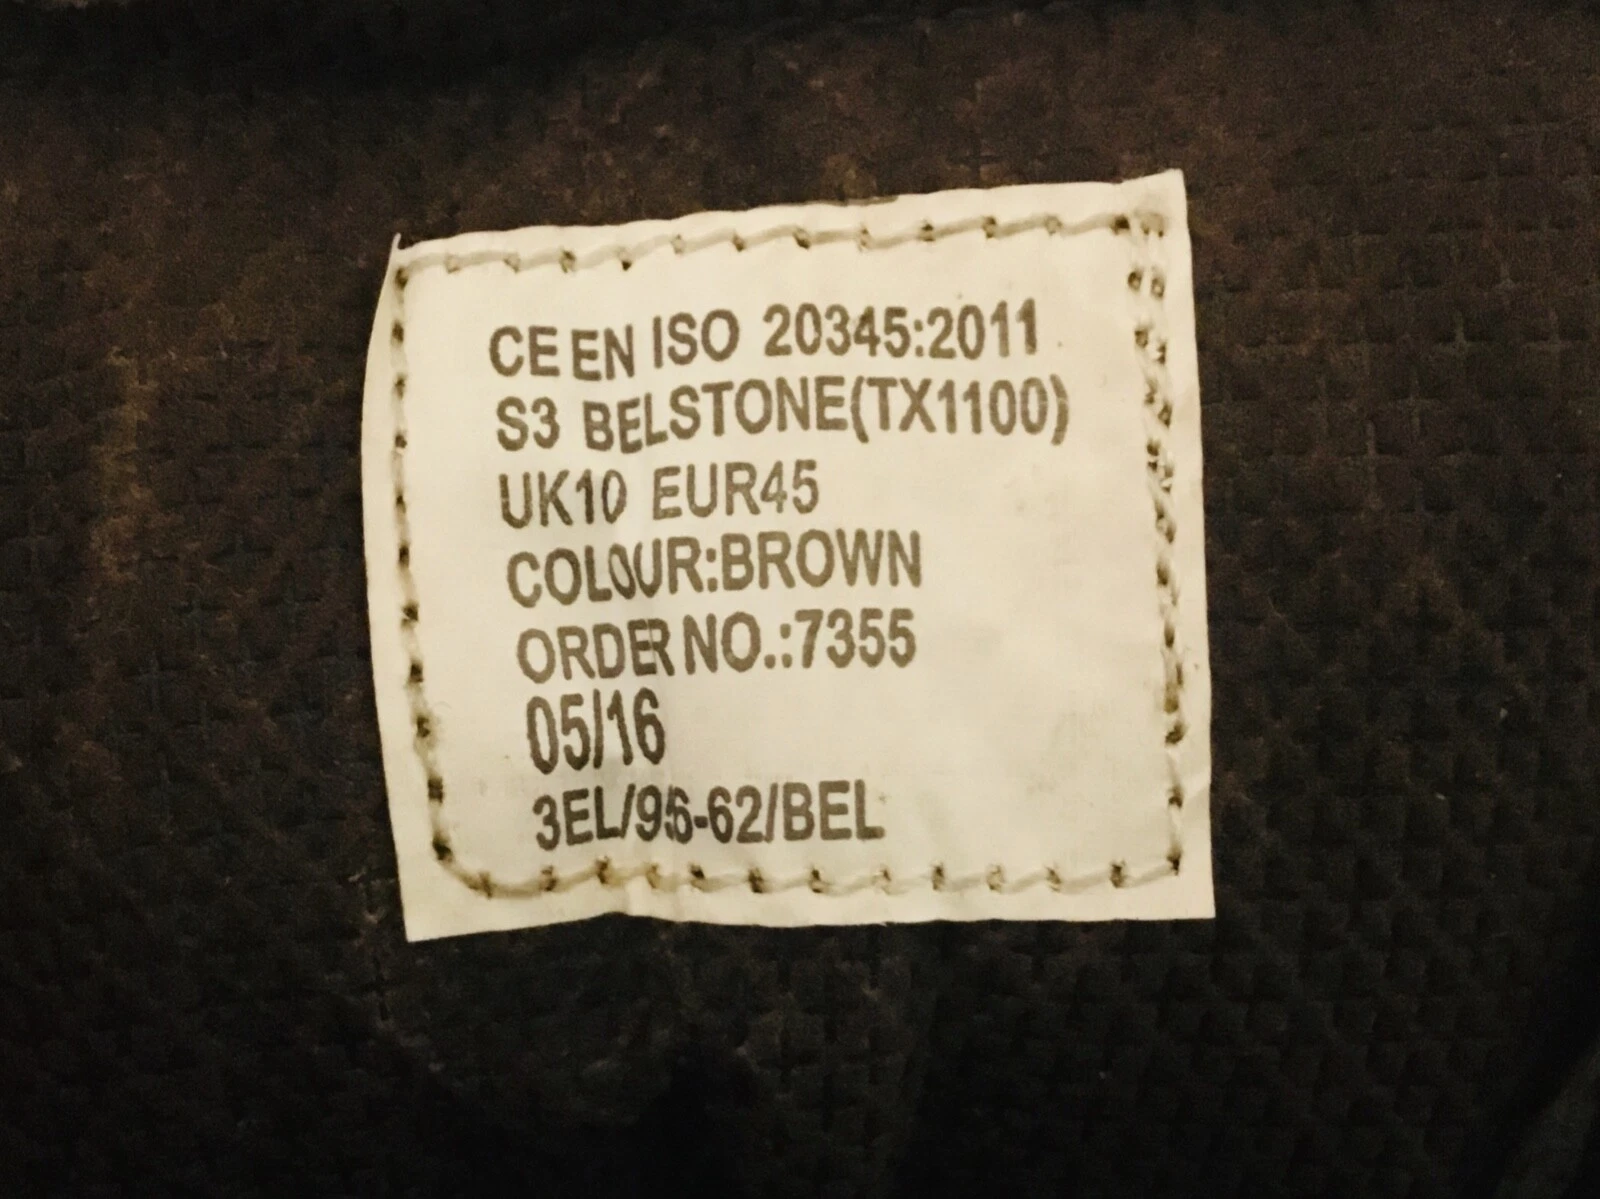 CE EN ISO 20345:2011
S3 BELSTONE(TX1100)
UK10 EUR45
COLOUR:BROWN
ORDER NO.:7355
05/16
3EL/96-62/BEL